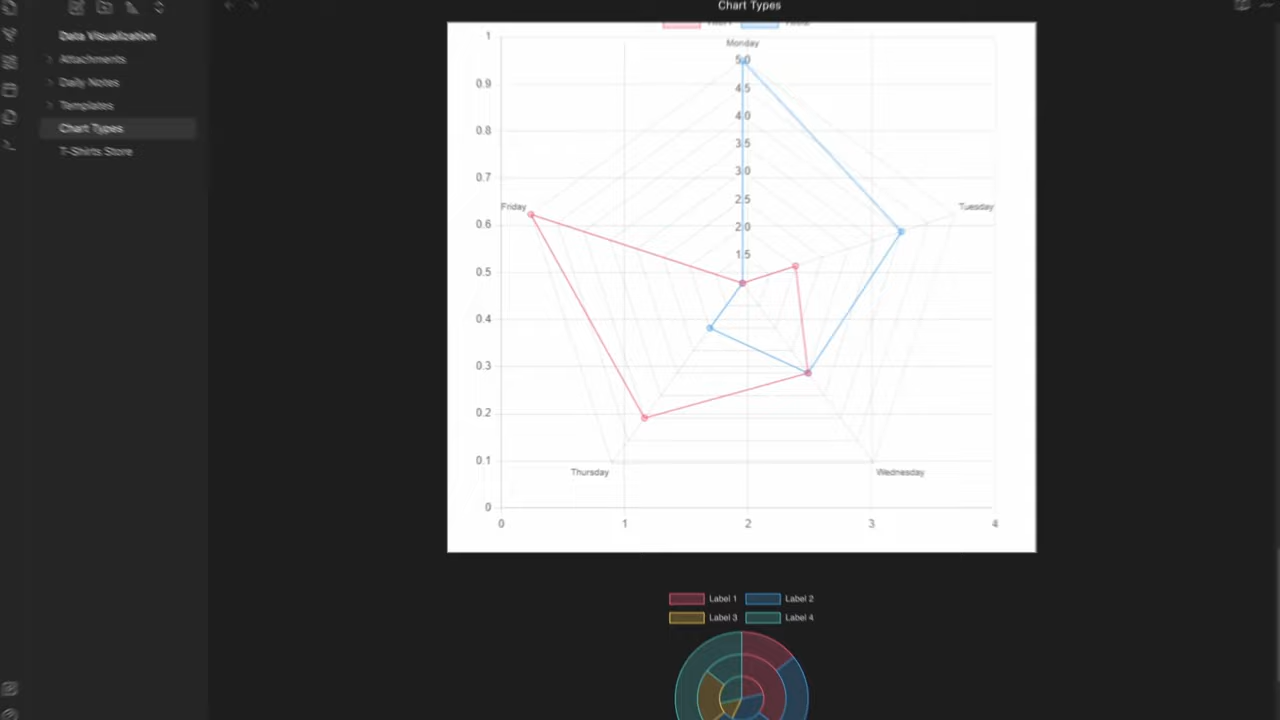 Chart Types
Data Visualization
Attachments
Daily Notes
Templates
Chart Types
T-Shirts Store
1
0.9
0.8
0.7
0.6
0.5
0.4
0.3
0.2
0.1
0
0 1 2 3 4
Monday
5.0
4.5
4.0
3.5
3.0
2.5
2.0
1.5
Friday
Tuesday
Thursday
Wednesday
Label 1 Label 2
Label 3 Label 4